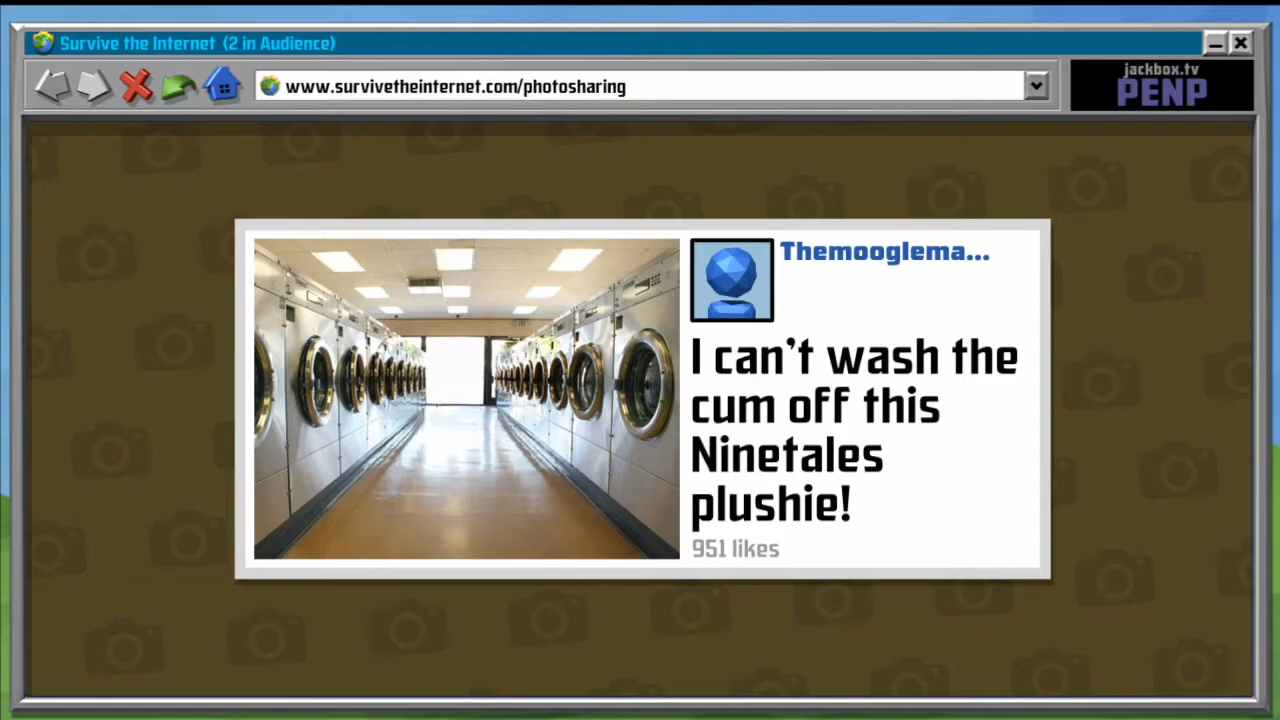 Survive the Internet (2 in Audience)
www.survivetheinternet.com/photosharing
jackbox.tv
PENP
Themooglema...
I can't wash the
cum off this
Ninetales
plushie!
951 likes